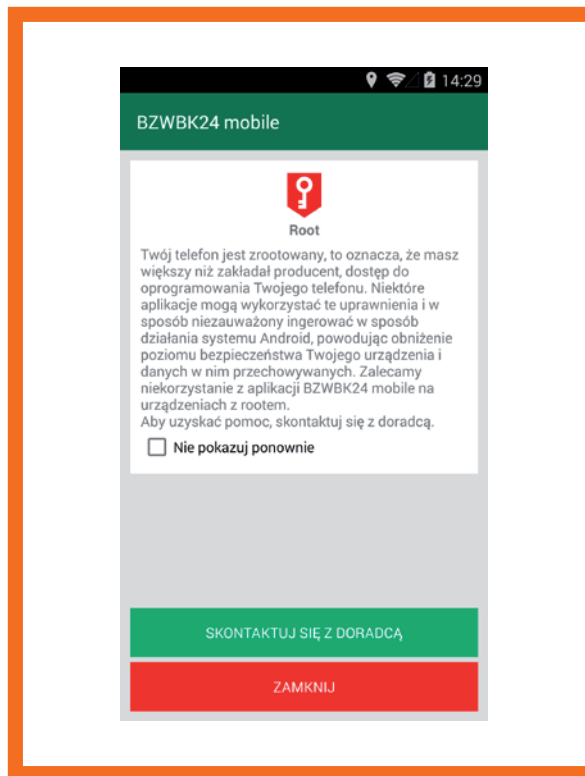 14:29
BZWBK24 mobile
Root
Twój telefon jest zrootowany, to oznacza, że masz
większy niż zakładał producent, dostęp do
oprogramowania Twojego telefonu. Niektóre
aplikacje mogą wykorzystać te uprawnienia i w
sposób niezauważony ingerować w sposób
działania systemu Android, powodując obniżenie
poziomu bezpieczeństwa Twojego urządzenia i
danych w nim przechowywanych. Zalecamy
niekorzystanie z aplikacji BZWBK24 mobile na
urządzeniach z rootem.
Aby uzyskać pomoc, skontaktuj się z doradcą.
Nie pokazuj ponownie
SKONTAKTUJ SIĘ Z DORADCĄ
ZAMKNIJ